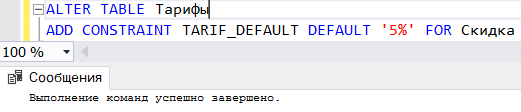 ALTER TABLE Тарифы
ADD CONSTRAINT TARIF_DEFAULT DEFAULT '5%' FOR Скидка
100 %
Сообщения
Выполнение команд успешно завершено.